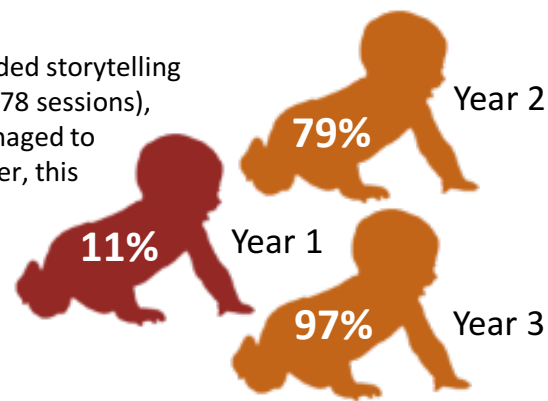 ded storytelling
78 sessions),
naged to
er, this
79%
Year 2
11%
Year 1
97%
Year 3